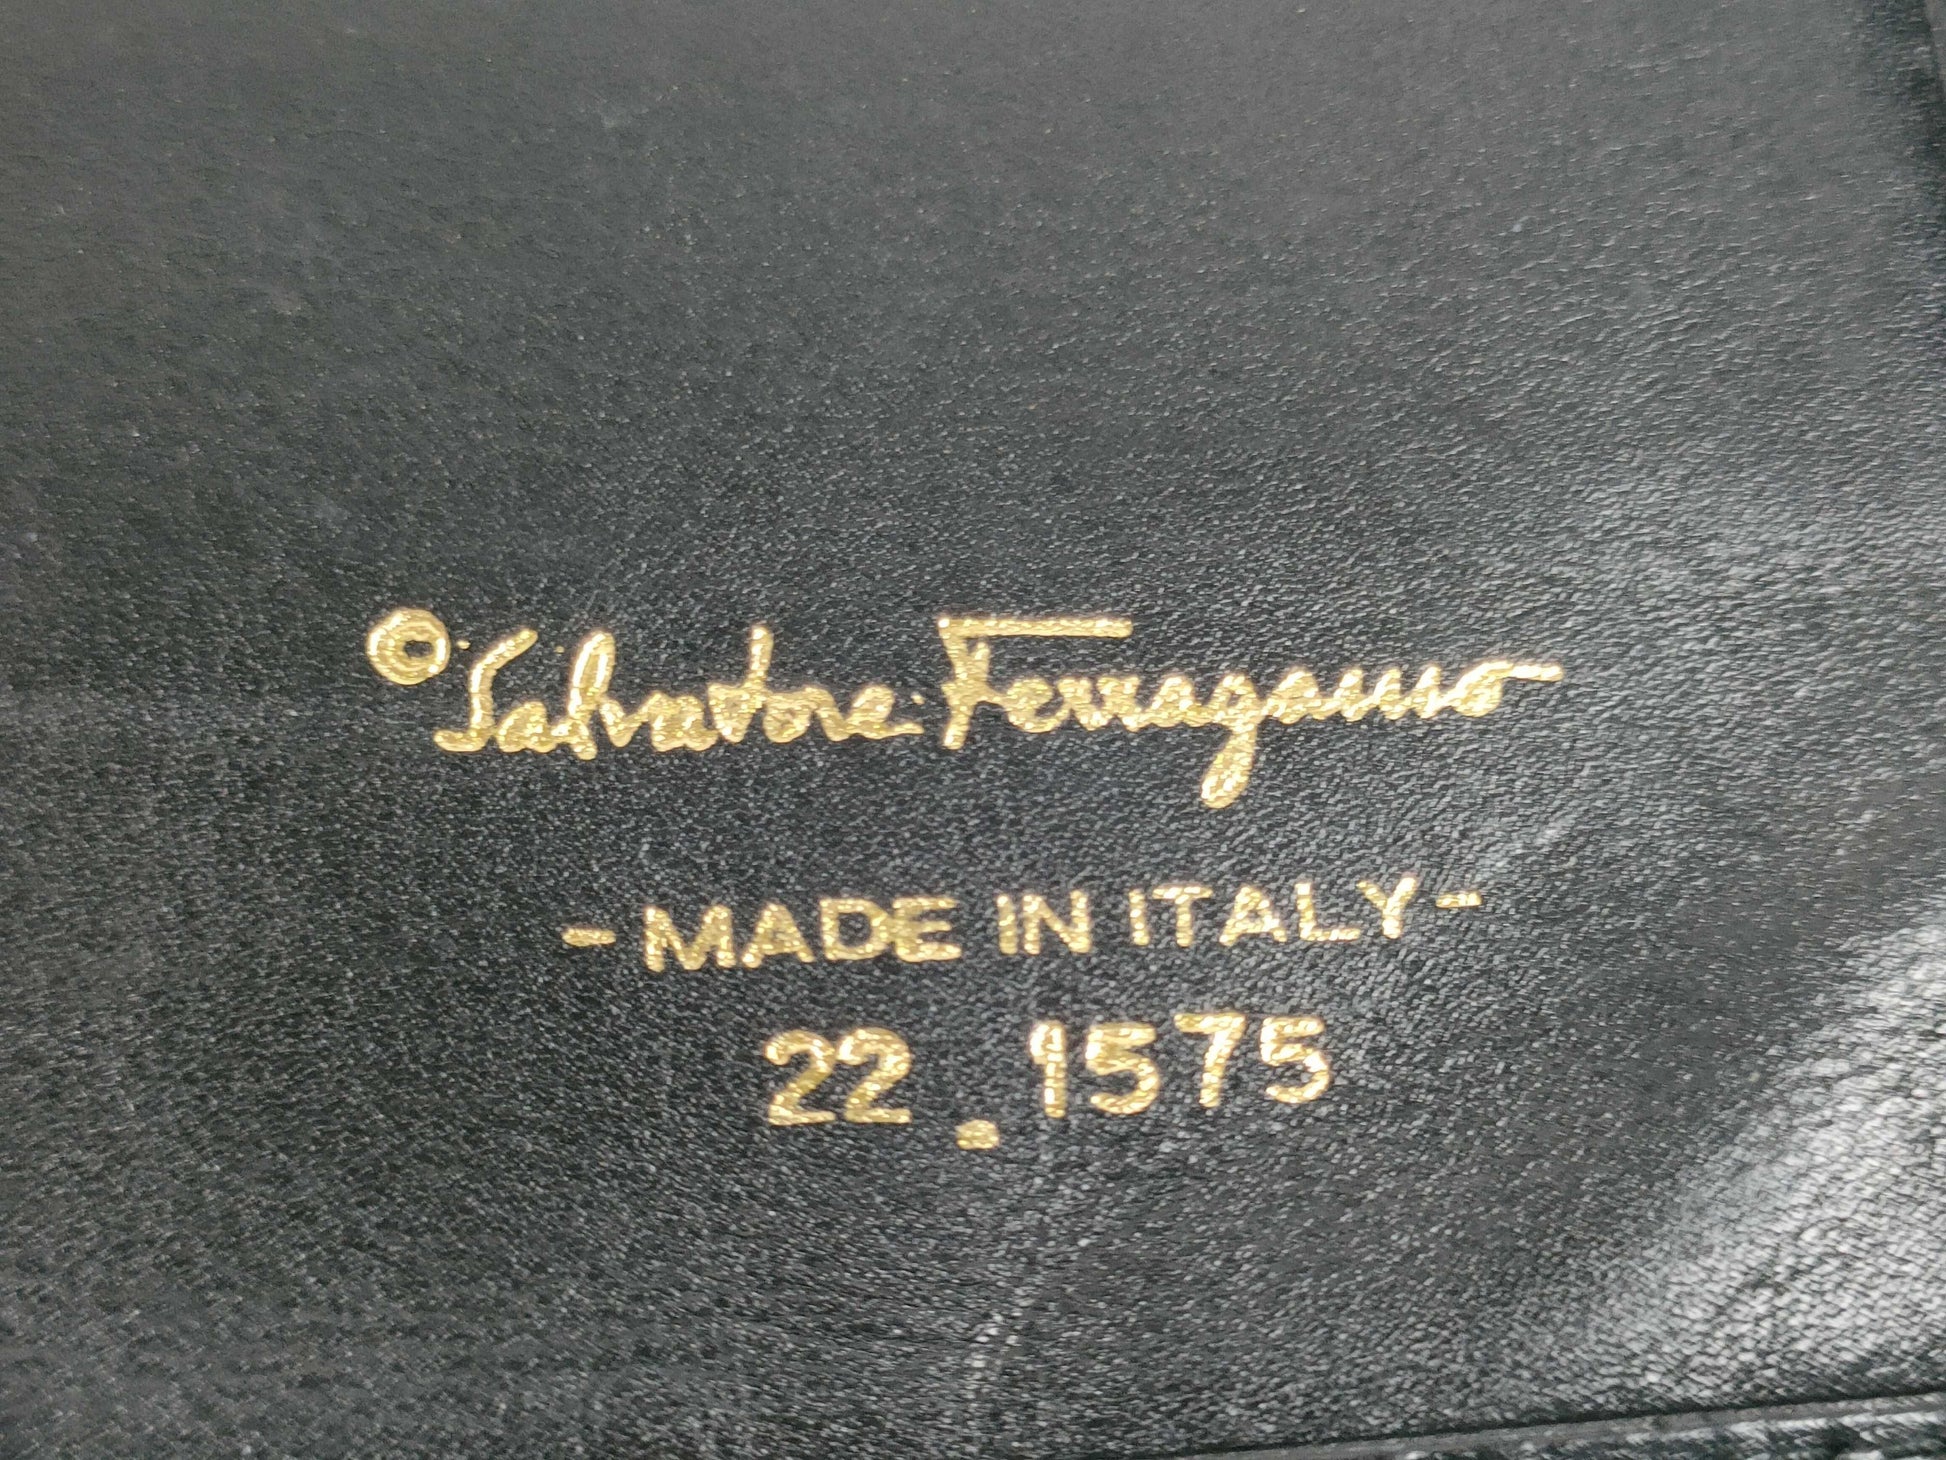 © Salvatore Ferragamo
- MADE IN ITALY -
22.1575